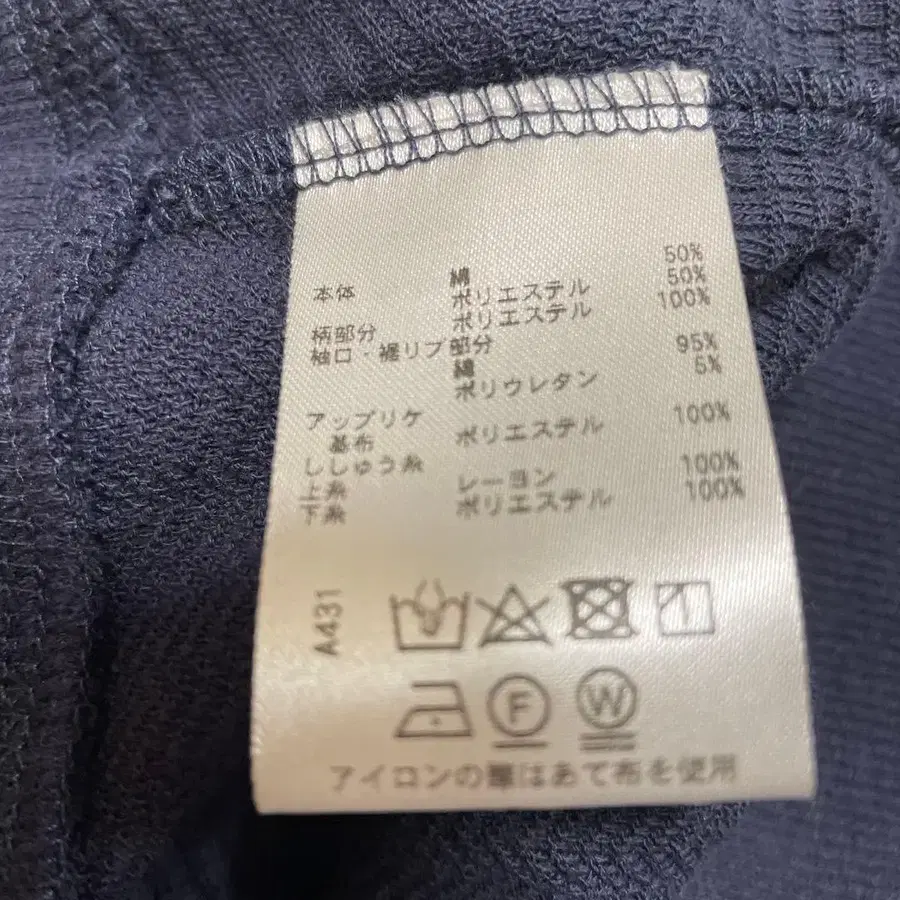 本体 綿 50%
ポリエステル 50%
柄部分 ポリエステル 100%
袖口・裾リブ部分
綿 95%
ポリウレタン 5%
アップリケ
基布 ポリエステル 100%
ししゅう糸
上糸 レーヨン 100%
下糸 ポリエステル 100%
A431
F W
アイロンの際はあて布を使用